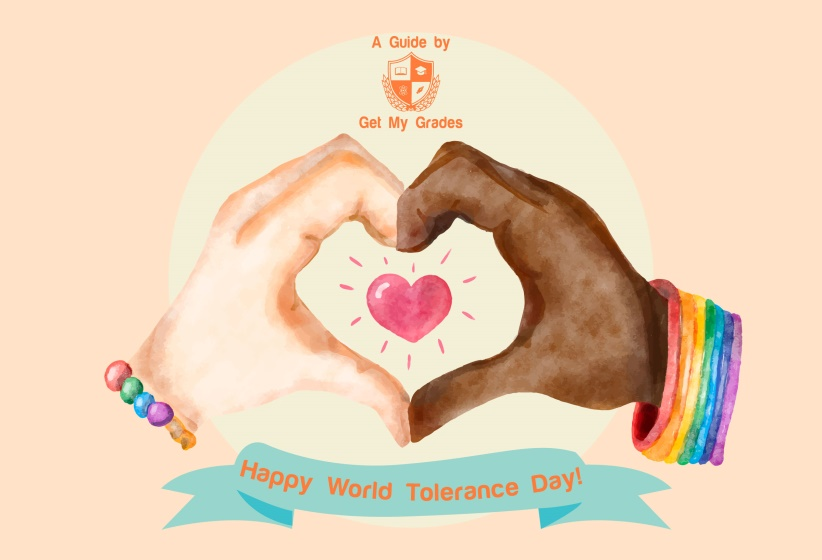 A Guide by
Get My Grades
Happy World Tolerance Day!